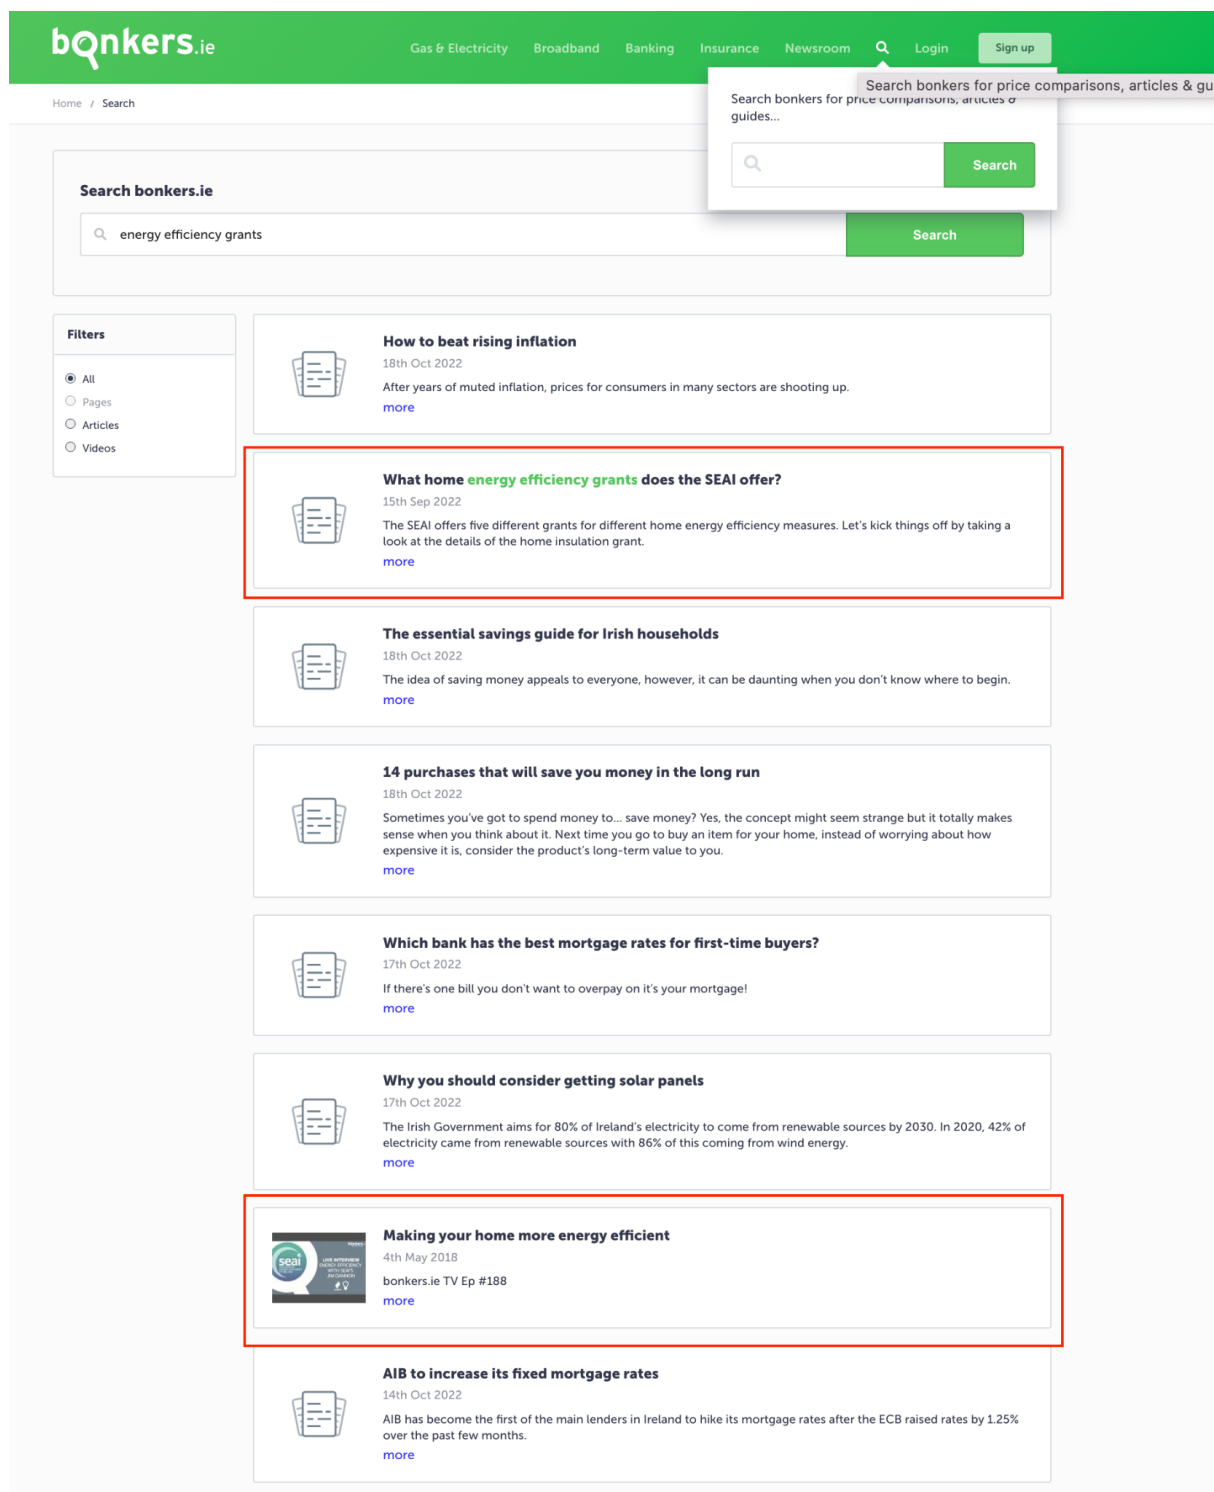 bonkers.ie
Gas & Electricity Broadband Banking Insurance Newsroom Login Sign up
Search bonkers for price comparisons, articles & gu
Home / Search
Search bonkers for price comparisons, articles &
guides...
Search
Search bonkers.ie
energy efficiency grants
Search
Filters
All
Pages
Articles
Videos
How to beat rising inflation
18th Oct 2022
After years of muted inflation, prices for consumers in many sectors are shooting up.
more
What home energy efficiency grants does the SEAI offer?
15th Sep 2022
The SEAI offers five different grants for different home energy efficiency measures. Let's kick things off by taking a
look at the details of the home insulation grant.
more
The essential savings guide for Irish households
18th Oct 2022
The idea of saving money appeals to everyone, however, it can be daunting when you don't know where to begin.
more
14 purchases that will save you money in the long run
18th Oct 2022
Sometimes you've got to spend money to... save money? Yes, the concept might seem strange but it totally makes
sense when you think about it. Next time you go to buy an item for your home, instead of worrying about how
expensive it is, consider the product's long-term value to you.
more
Which bank has the best mortgage rates for first-time buyers?
17th Oct 2022
If there's one bill you don't want to overpay on it's your mortgage!
more
Why you should consider getting solar panels
17th Oct 2022
The Irish Government aims for 80% of Ireland's electricity to come from renewable sources by 2030. In 2020, 42% of
electricity came from renewable sources with 86% of this coming from wind energy.
more
seai
LIVE INTERVIEW
ENERGY EFFICIENCY
WITH SEAI'S
Making your home more energy efficient
4th May 2018
bonkers.ie TV Ep #188
more
AIB to increase its fixed mortgage rates
14th Oct 2022
AIB has become the first of the main lenders in Ireland to hike its mortgage rates after the ECB raised rates by 1.25%
over the past few months.
more